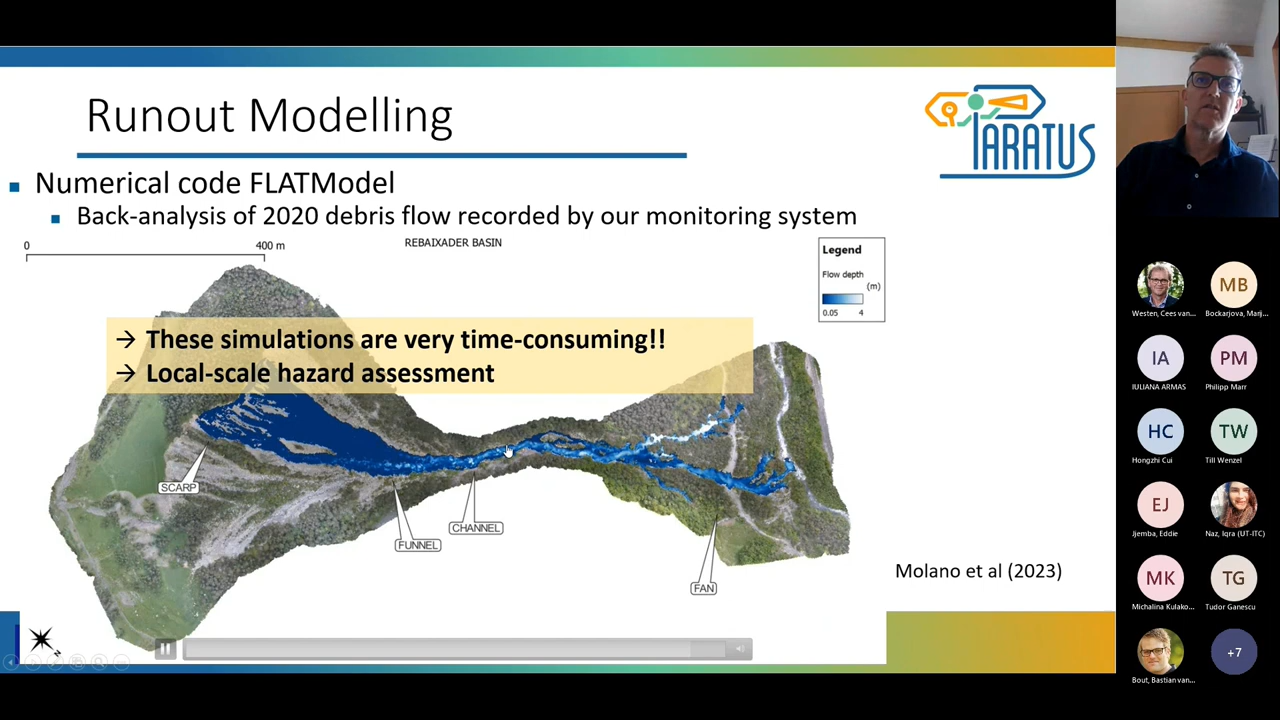 Runout Modelling
PARATUS
Numerical code FLATModel
Back-analysis of 2020 debris flow recorded by our monitoring system
0
400 m
REBAIXADER BASIN
Legend
Flow depth
(m)
0.05 4
→ These simulations are very time-consuming!!
→ Local-scale hazard assessment
SCARP
FUNNEL
CHANNEL
FAN
Molano et al (2023)
N
Westen, Cees van...
MB
Bockarjova, Marij...
IA
IULIANA ARMAS
PM
Philipp Marr
HC
Hongzhi Cui
TW
Till Wenzel
EJ
Jjemba, Eddie
Naz, Iqra (UT-ITC)
MK
Michalina Kulako...
TG
Tudor Ganescu
Bout, Bastian van...
+7